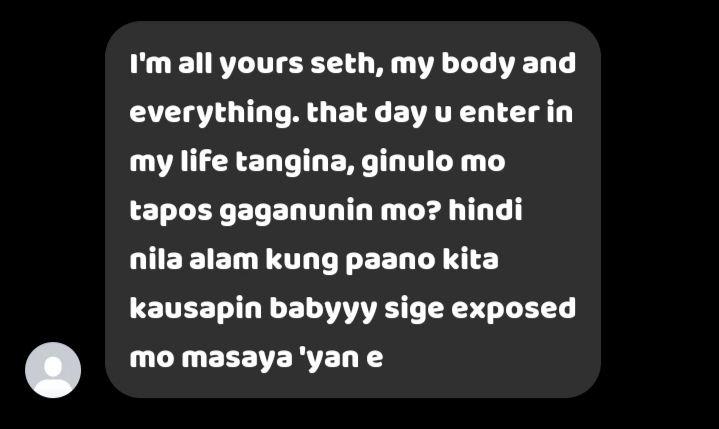 I'm all yours seth, my body and
everything. that day u enter in
my life tangina, ginulo mo
tapos gaganunin mo? hindi
nila alam kung paano kita
kausapin babyyy sige exposed
mo masaya 'yan e